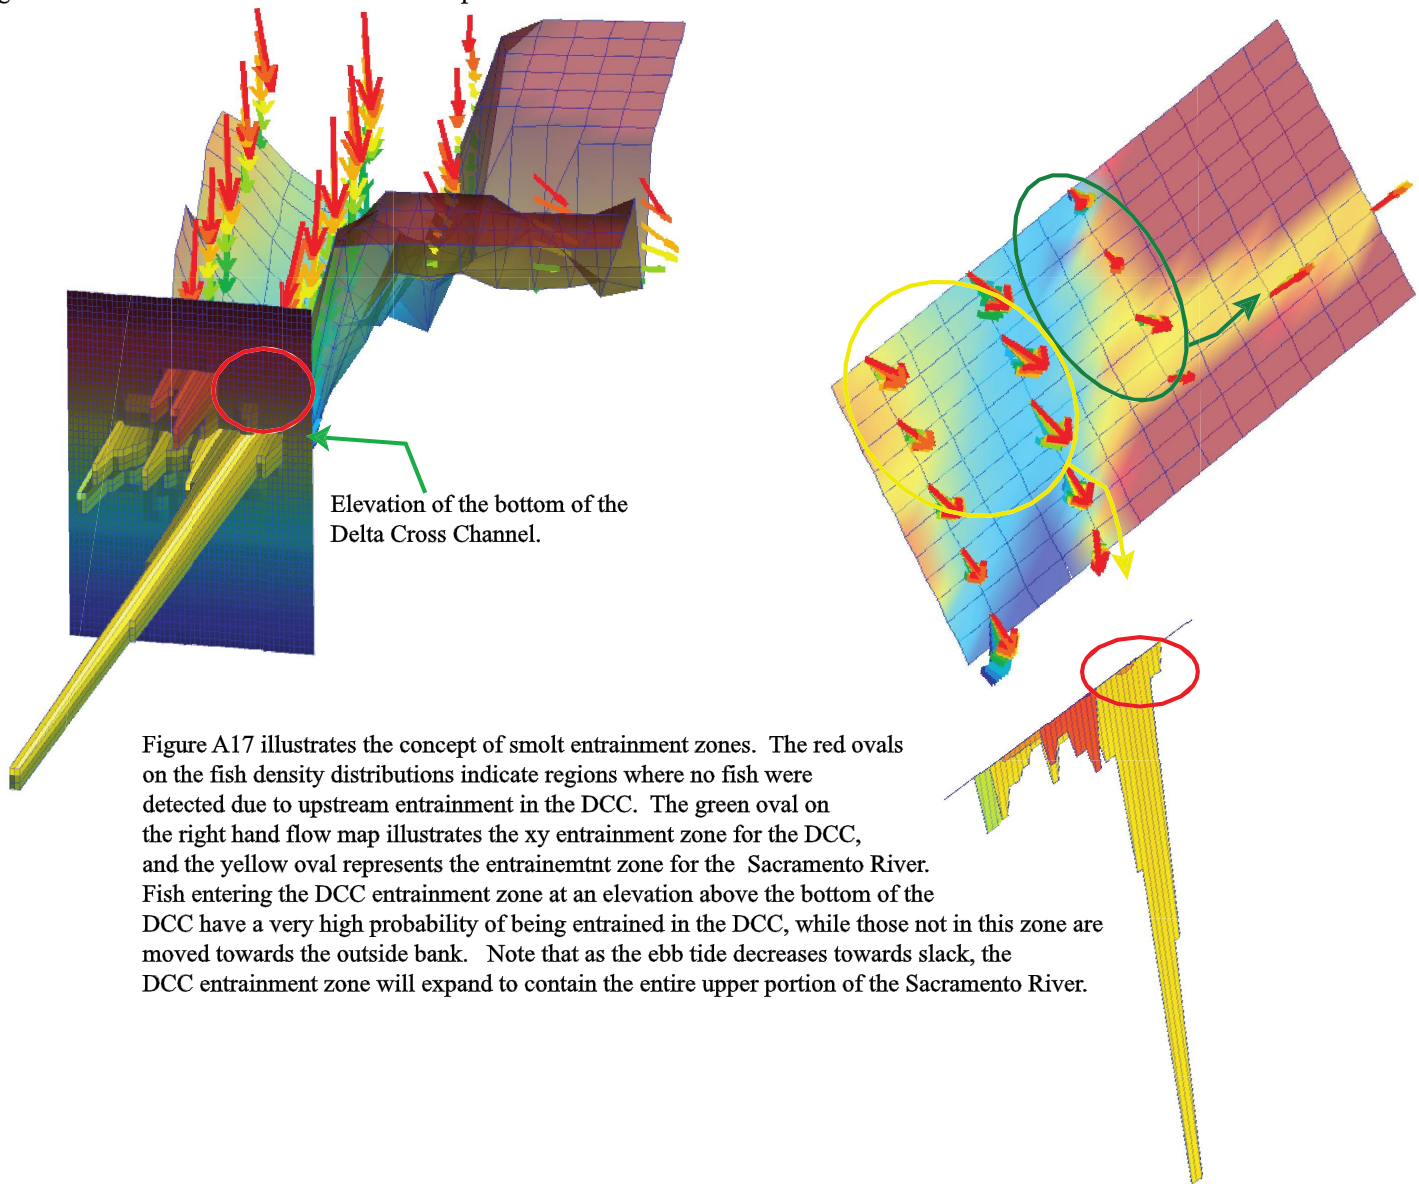 Elevation of the bottom of the
Delta Cross Channel.
Figure A17 illustrates the concept of smolt entrainment zones.  The red ovals
on the fish density distributions indicate regions where no fish were
detected due to upstream entrainment in the DCC.  The green oval on
the right hand flow map illustrates the xy entrainment zone for the DCC,
and the yellow oval represents the entrainemtnt zone for the  Sacramento River.
Fish entering the DCC entrainment zone at an elevation above the bottom of the
DCC have a very high probability of being entrained in the DCC, while those not in this zone are
moved towards the outside bank.   Note that as the ebb tide decreases towards slack, the
DCC entrainment zone will expand to contain the entire upper portion of the Sacramento River.